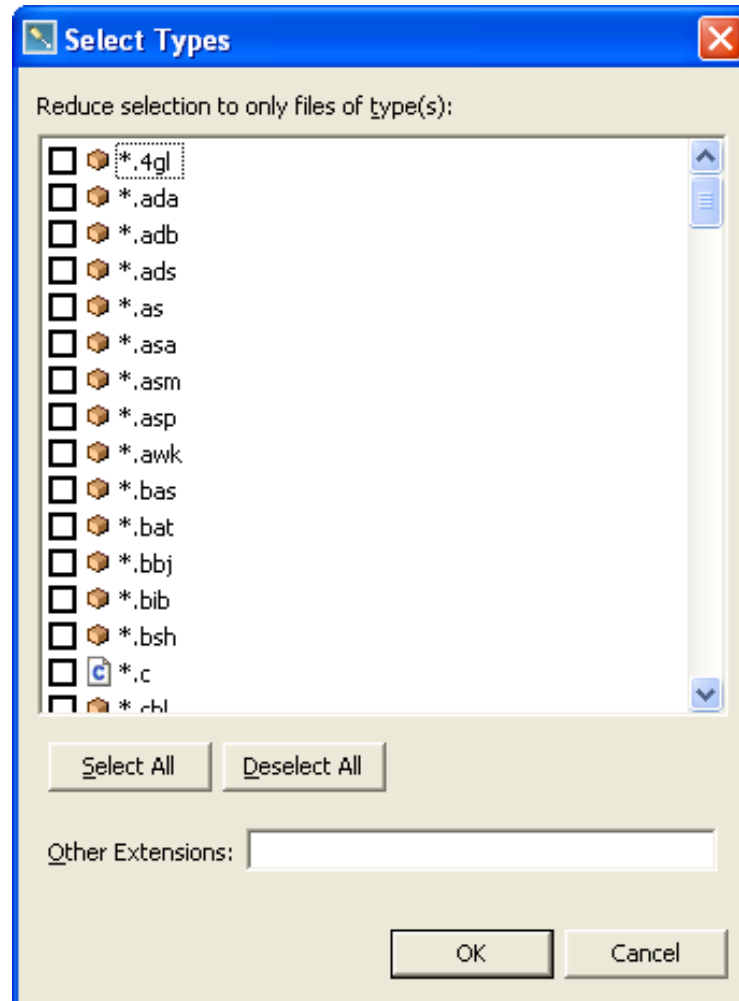 Select Types
Reduce selection to only files of type(s):
*.4gl
*.ada
*.adb
*.ads
*.as
*.asa
*.asm
*.asp
*.awk
*.bas
*.bat
*.bbj
*.bib
*.bsh
c *.c
*.cbl
Select All Deselect All
Other Extensions:
OK Cancel